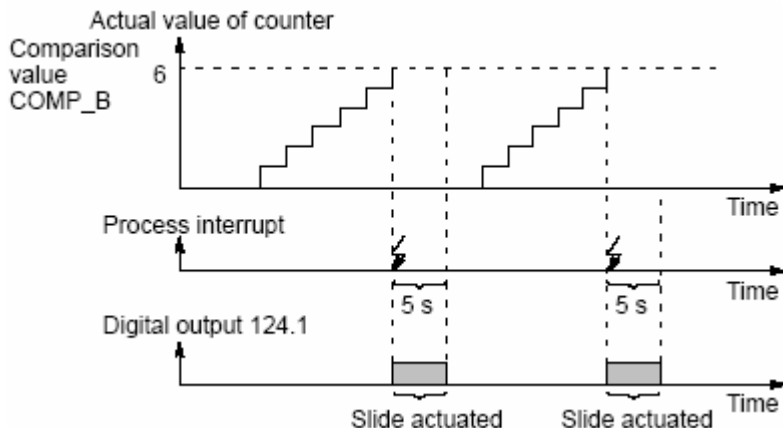 Actual value of counter
Comparison
value
COMP_B
6
Time
Process interrupt
Time
5 s
5 s
Digital output 124.1
Time
Slide actuated
Slide actuated